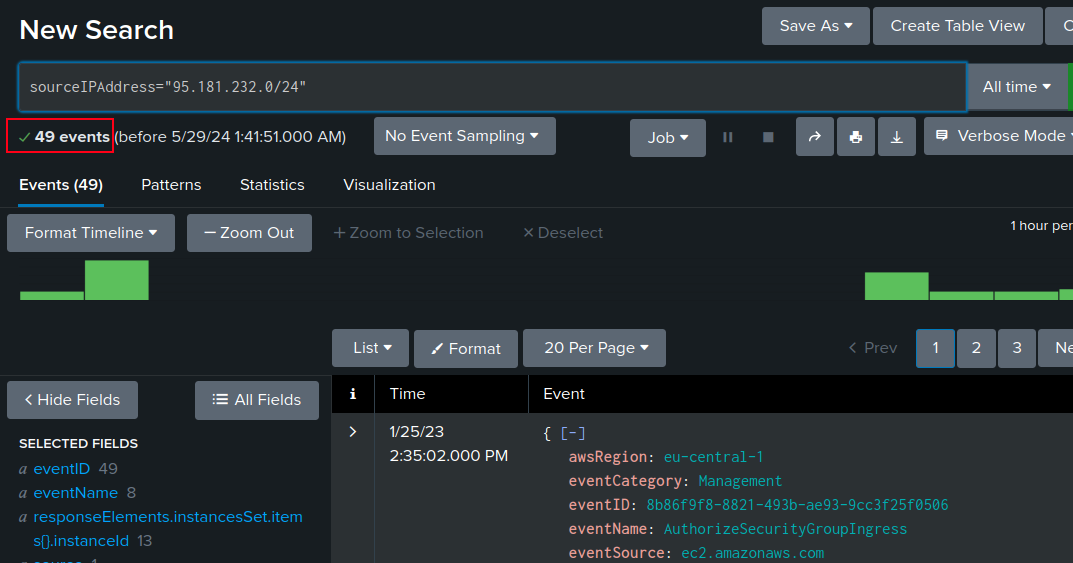 New Search
Save As
Create Table View
sourceIPAddress="95.181.232.0/24"
All time
✓ 49 events (before 5/29/24 1:41:51.000 AM)
No Event Sampling
Job
Verbose Mode
Events (49)
Patterns
Statistics
Visualization
Format Timeline
— Zoom Out
+ Zoom to Selection
× Deselect
1 hour per
List
Format
20 Per Page
< Prev
1
2
3
Ne
< Hide Fields
All Fields
i
Time
Event
SELECTED FIELDS
a eventID 49
a eventName 8
a responseElements.instancesSet.item
s{}.instanceId 13
>
1/25/23
2:35:02.000 PM
{ [-]
awsRegion: eu-central-1
eventCategory: Management
eventID: 8b86f9f8-8821-493b-ae93-9cc3f25f0506
eventName: AuthorizeSecurityGroupIngress
eventSource: ec2.amazonaws.com